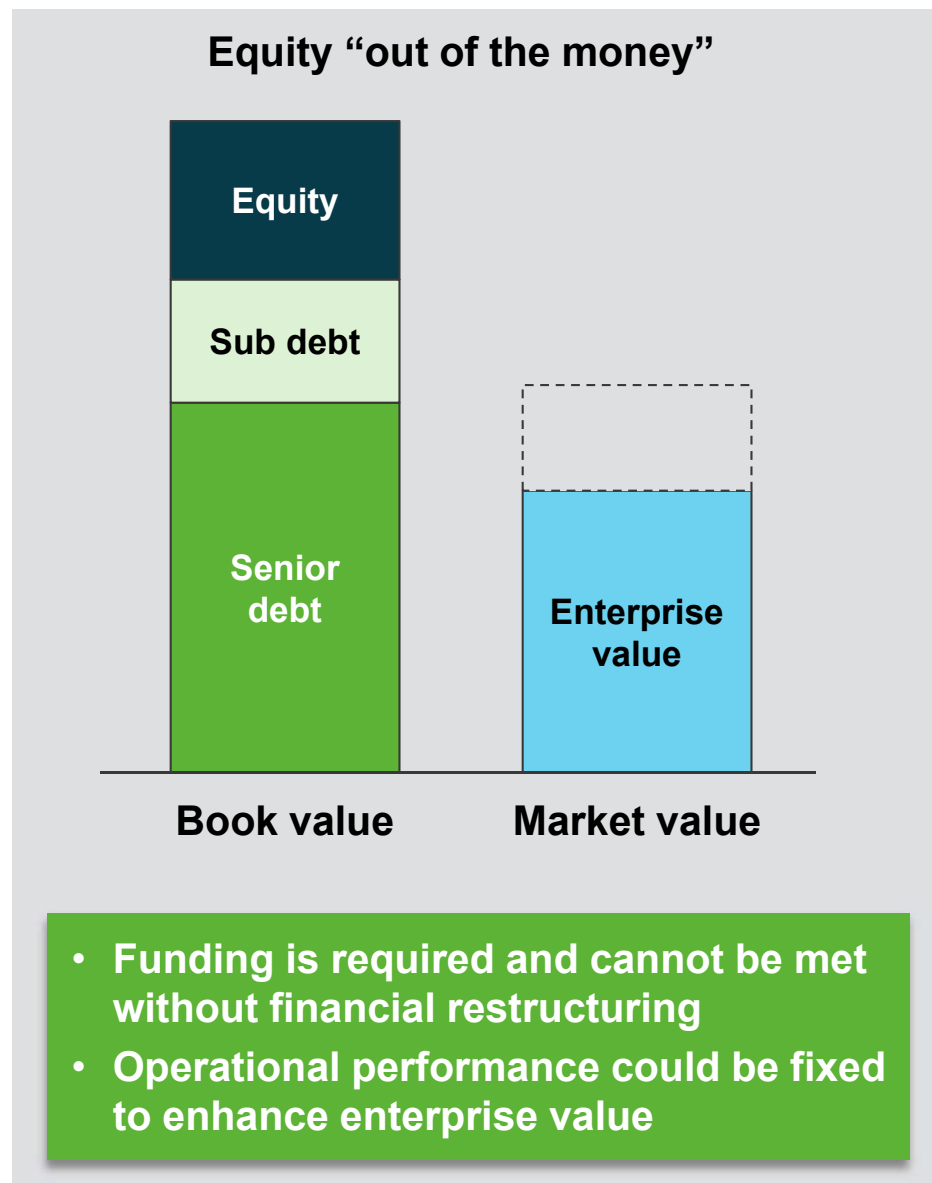 Equity “out of the money”
Equity
Sub debt
Senior
debt
Enterprise
value
Book value
Market value
• Funding is required and cannot be met
without financial restructuring
• Operational performance could be fixed
to enhance enterprise value